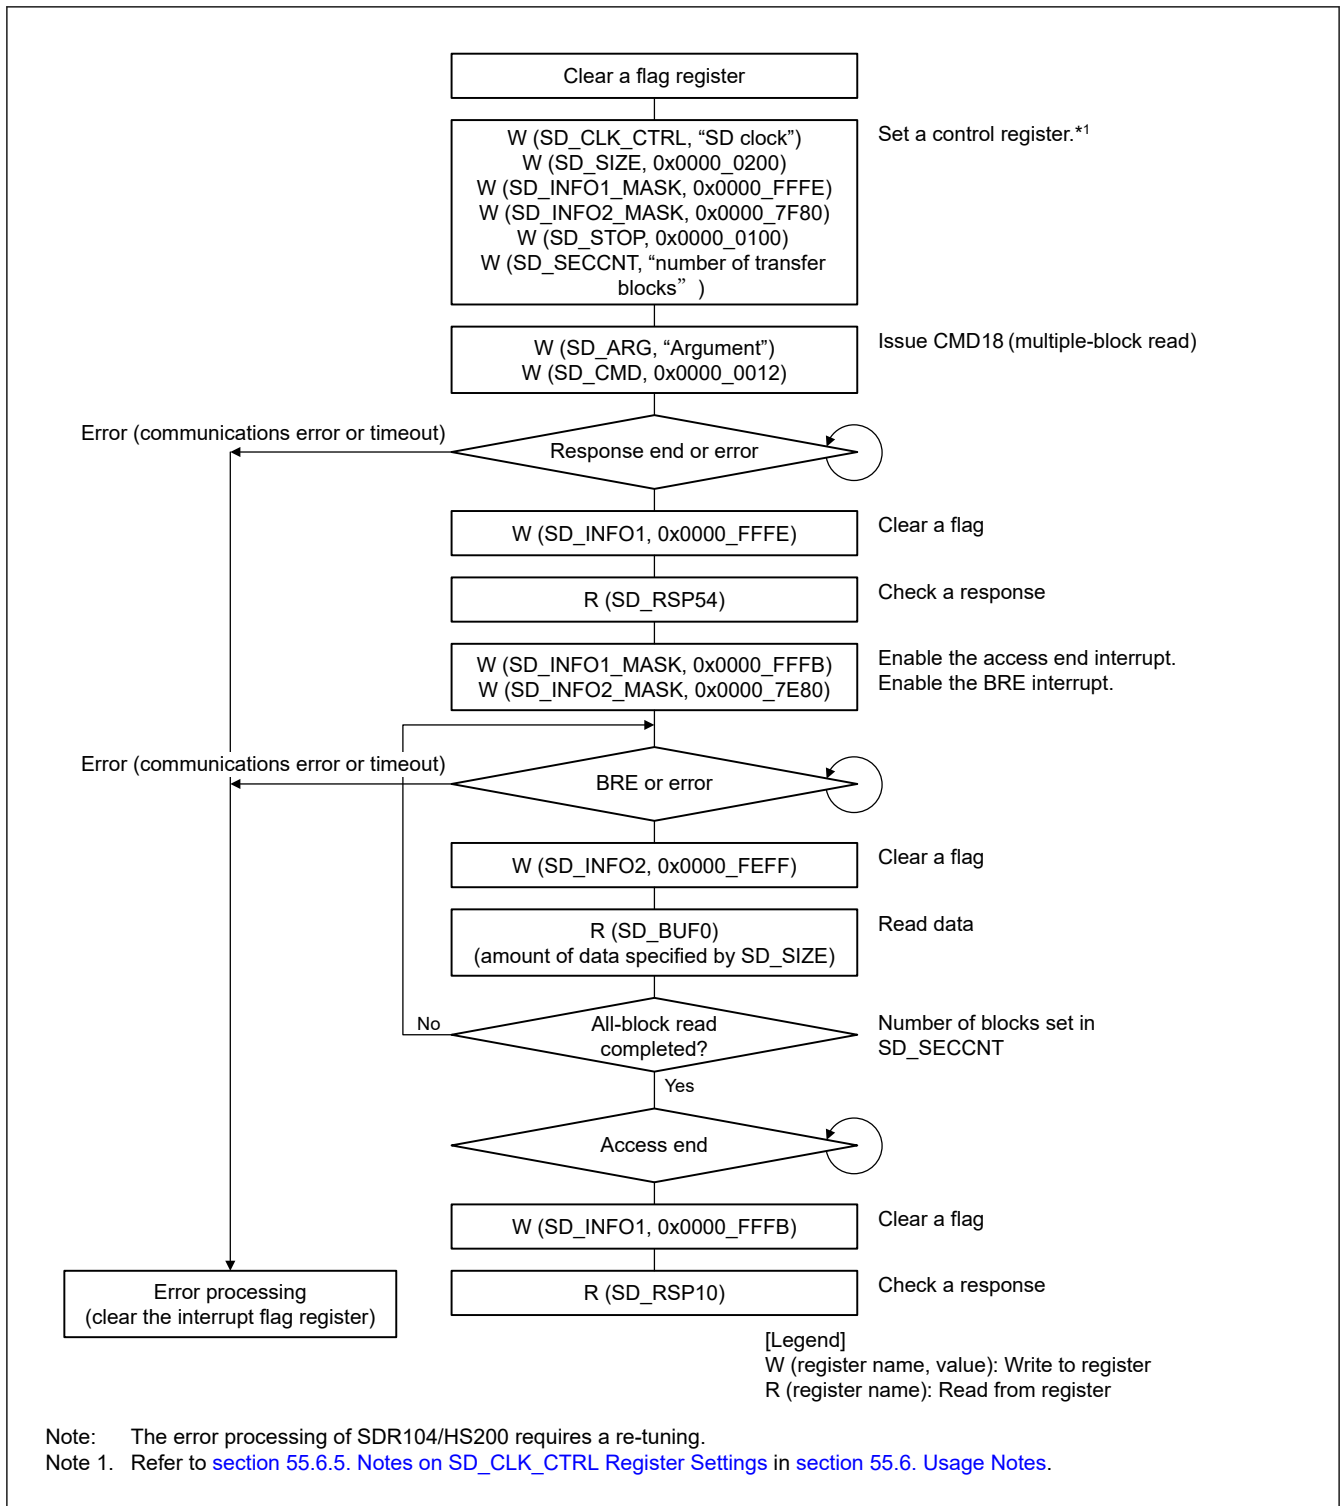 Clear a flag register
W (SD_CLK_CTRL, “SD clock”)
Set a control register.*1
W (SD_SIZE, 0x0000_0200)
W (SD_INFO1_MASK, 0x0000_FFFE)
W (SD_INFO2_MASK, 0x0000_7F80)
W (SD_STOP, 0x0000_0100)
W (SD_SECCNT, “number of transfer
blocks” )
W (SD_ARG, “Argument”)
Issue CMD18 (multiple-block read)
W (SD_CMD, 0x0000_0012)
Error (communications error or timeout)
Response end or error
W (SD_INFO1, 0x0000_FFFE)
Clear a flag
R (SD_RSP54)
Check a response
W (SD_INFO1_MASK, 0x0000_FFFB)
Enable the access end interrupt.
W (SD_INFO2_MASK, 0x0000_7E80)
Enable the BRE interrupt.
Error (communications error or timeout)
BRE or error
W (SD_INFO2, 0x0000_FEFF)
Clear a flag
R (SD_BUF0)
Read data
(amount of data specified by SD_SIZE)
No
All-block read
completed?
Number of blocks set in
SD_SECCNT
Yes
Access end
W (SD_INFO1, 0x0000_FFFB)
Clear a flag
Error processing
(clear the interrupt flag register)
R (SD_RSP10)
Check a response
[Legend]
W (register name, value): Write to register
R (register name): Read from register
Note: The error processing of SDR104/HS200 requires a re-tuning.
Note 1. Refer to section 55.6.5. Notes on SD_CLK_CTRL Register Settings in section 55.6. Usage Notes.